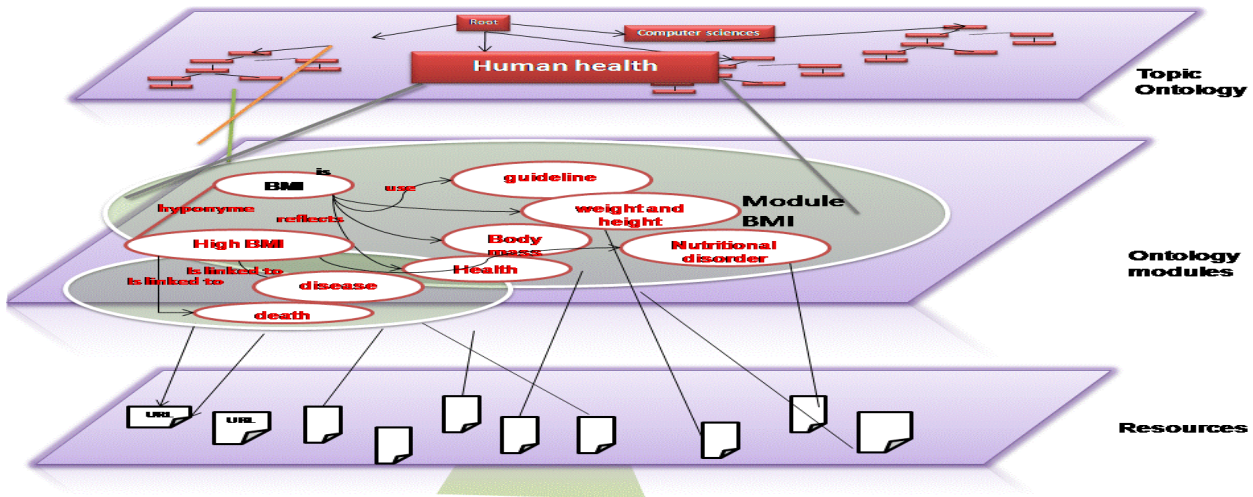 Root
Computer sciences
Human health
Topic
Ontology
is
BMI
use
guideline
hyponyme
reflects
weight and
height
Module
BMI
High BMI
Body
mass
Nutritional
disorder
Is linked to
Health
Is linked to
disease
death
Ontology
modules
URL
URL
Resources